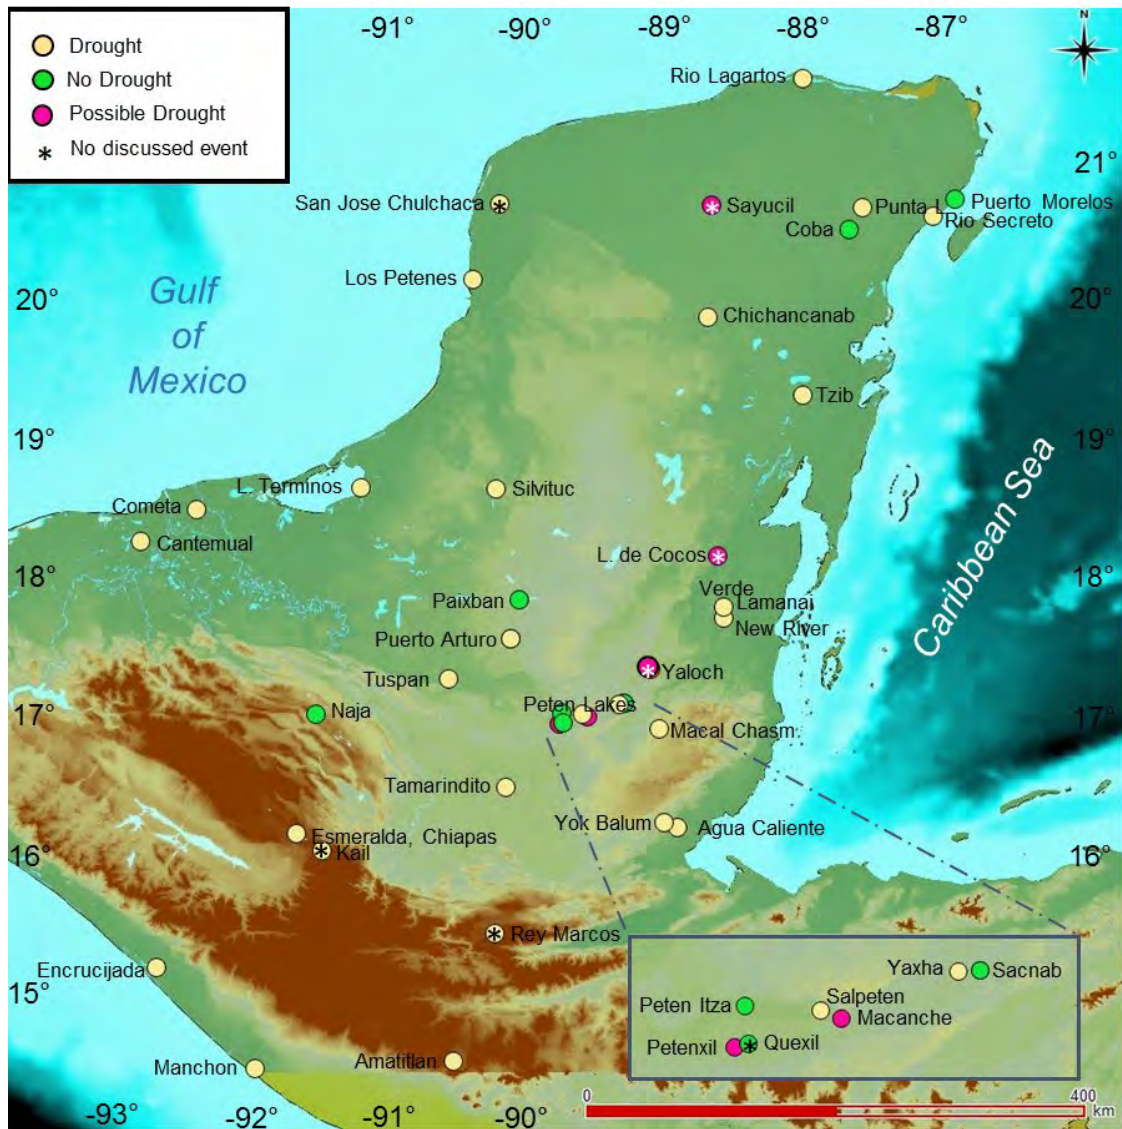 -91° -90° -89° -88° -87°
N
Drought
No Drought
Possible Drought
* No discussed event
Rio Lagartos
21°
San Jose Chulchaca
Sayucil
Punta L.
Puerto Morelos
Rio Secreto
Coba
Los Petenes
Gulf
of
Mexico
20°
20°
Chichancanab
Tzib
19°
19°
L. Terminos
Silvituc
Cometa
Cantemual
Caribbean Sea
L. de Cocos
18°
18°
Verde
Paixban
Lamanai
New River
Puerto Arturo
Tuspan
Yaloch
Peten Lakes
17°
Naja
Macal Chasm.
17°
Tamarindito
Yok Balum
Agua Caliente
Esmeralda, Chiapas
Kail
16°
16°
Rey Marcos
Encrucijada
15°
Yaxha
Sacnab
Peten Itza
Salpeten
Macanche
Petenxil
Quexil
Manchon
Amatitlan
0
400
km
-93° -92° -91° -90°